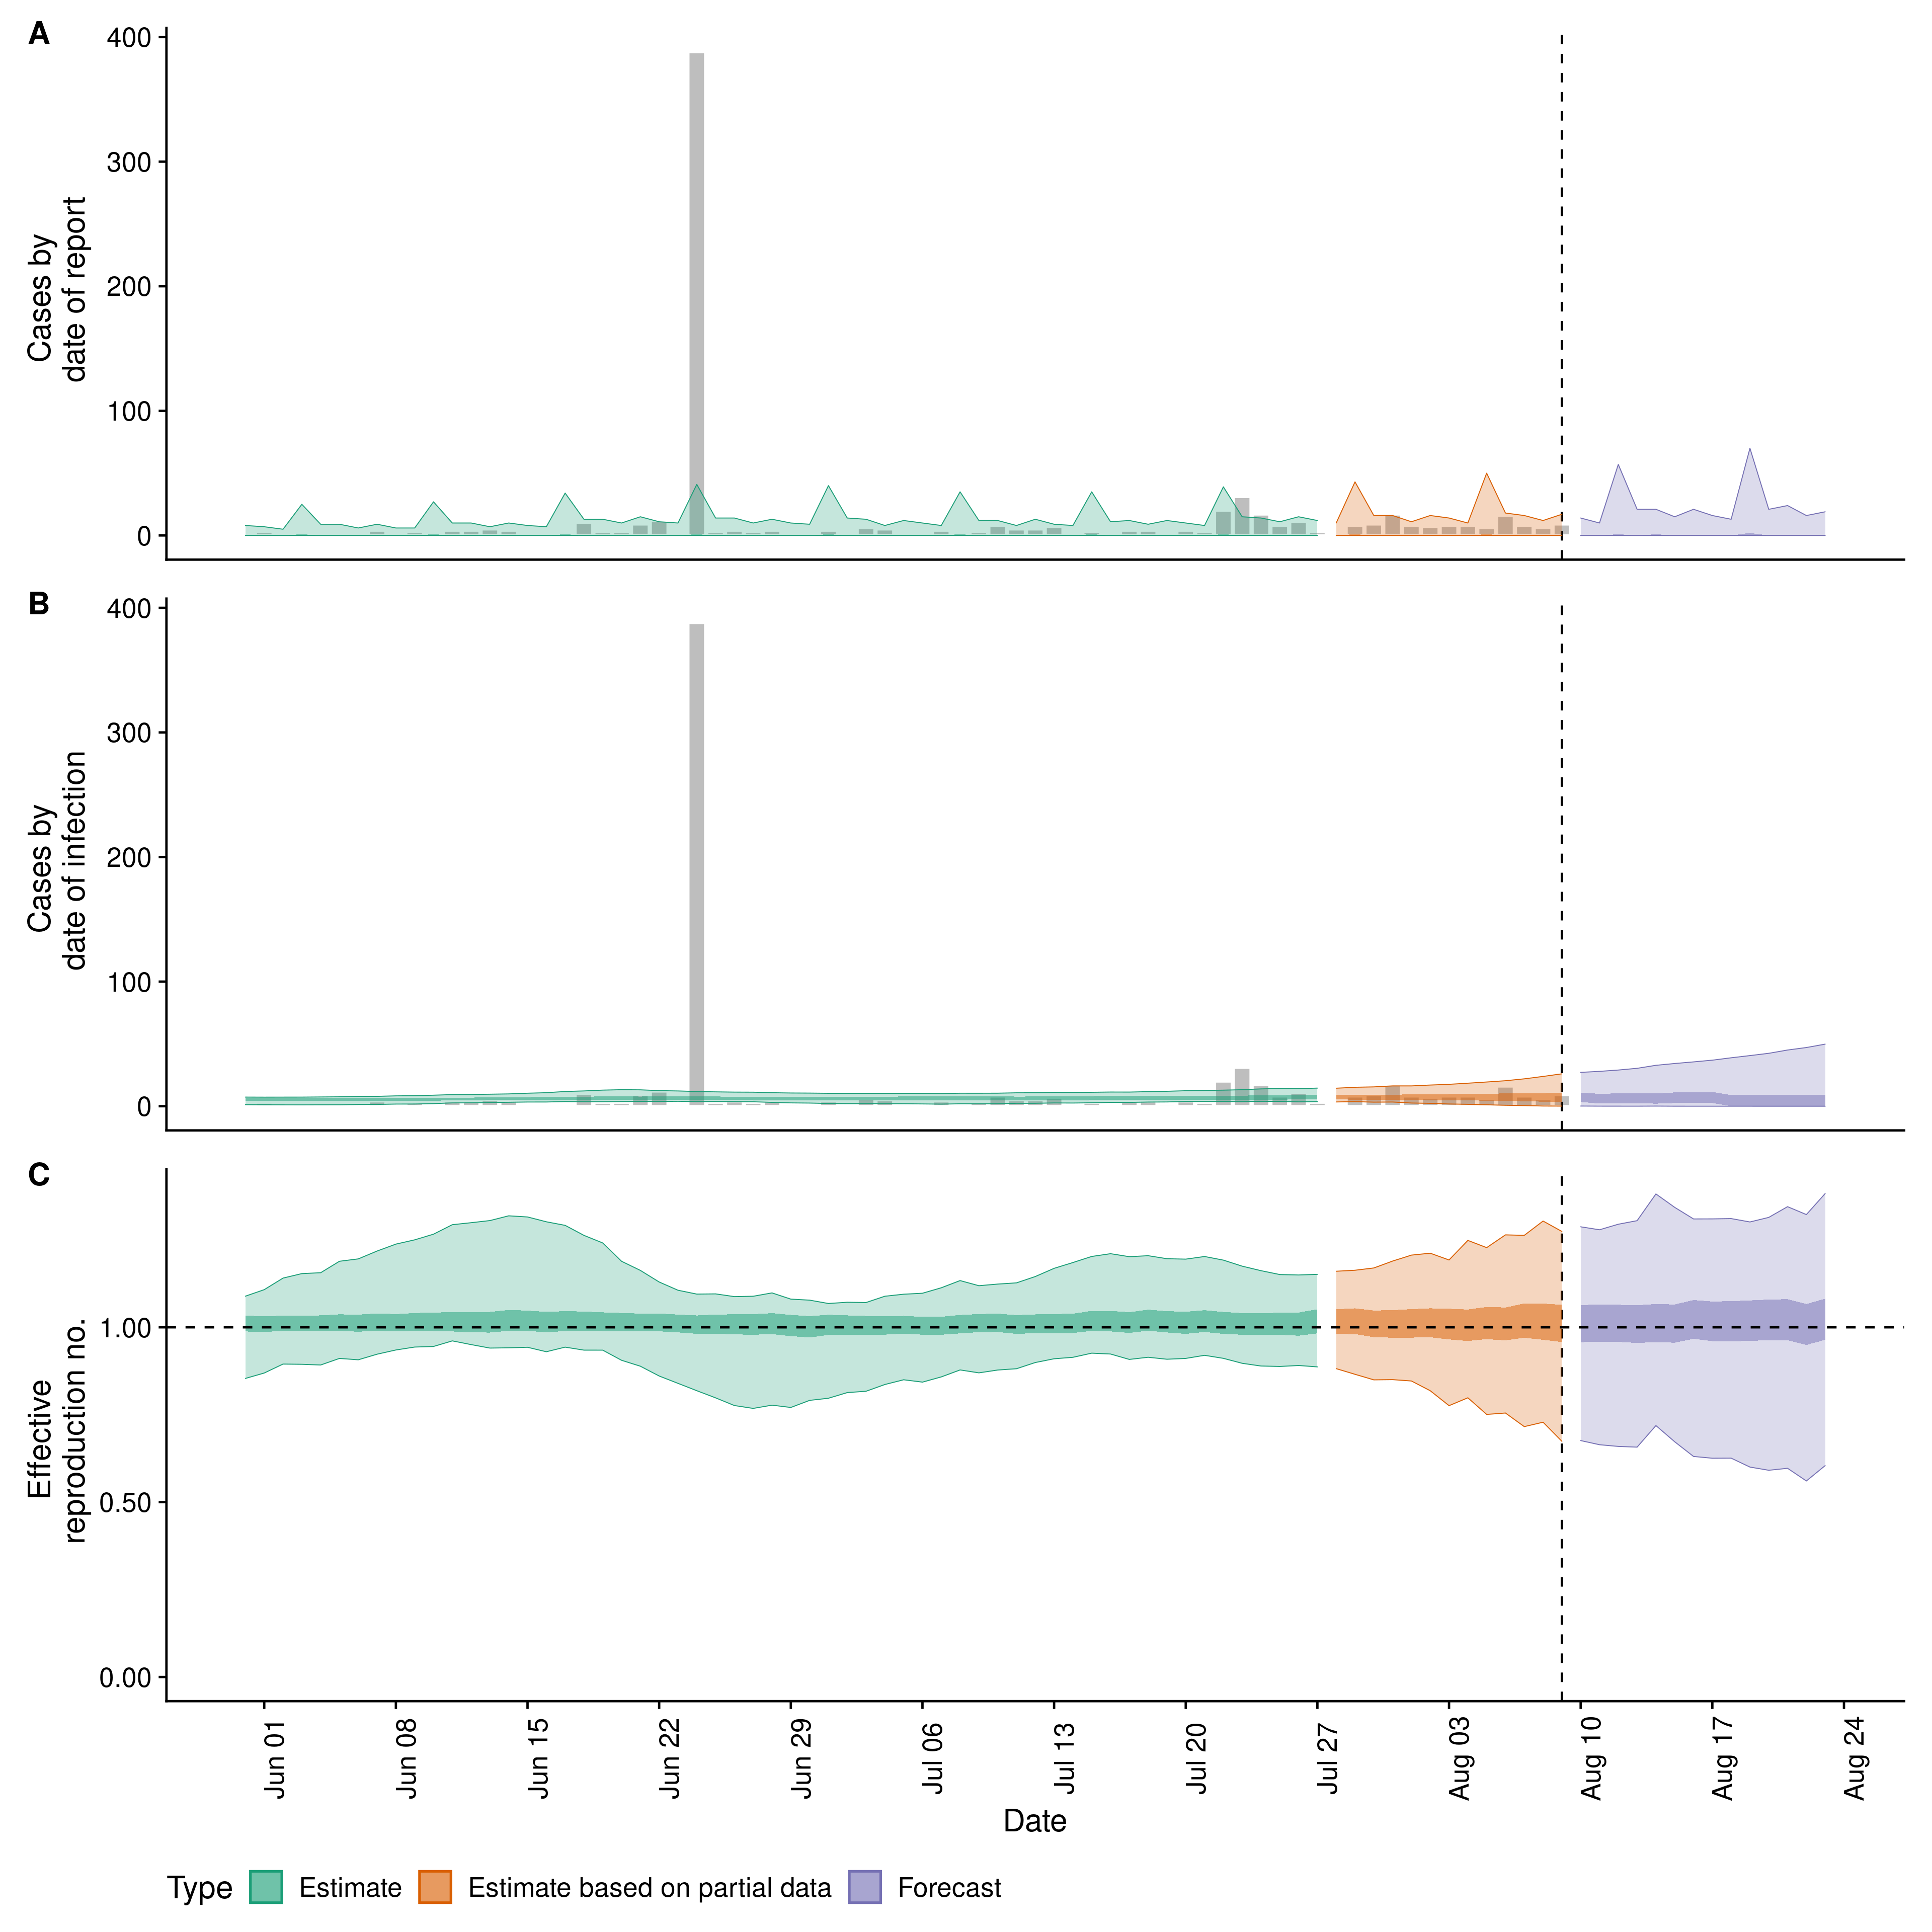 A
400
300
200
100
0
Cases by
date of report
B
400
300
200
100
0
Cases by
date of infection
C
1.00
0.50
0.00
Effective
reproduction no.
Jun 01
Jun 08
Jun 15
Jun 22
Jun 29
Jul 06
Jul 13
Jul 20
Jul 27
Aug 03
Aug 10
Aug 17
Aug 24
Date
Type Estimate Estimate based on partial data Forecast